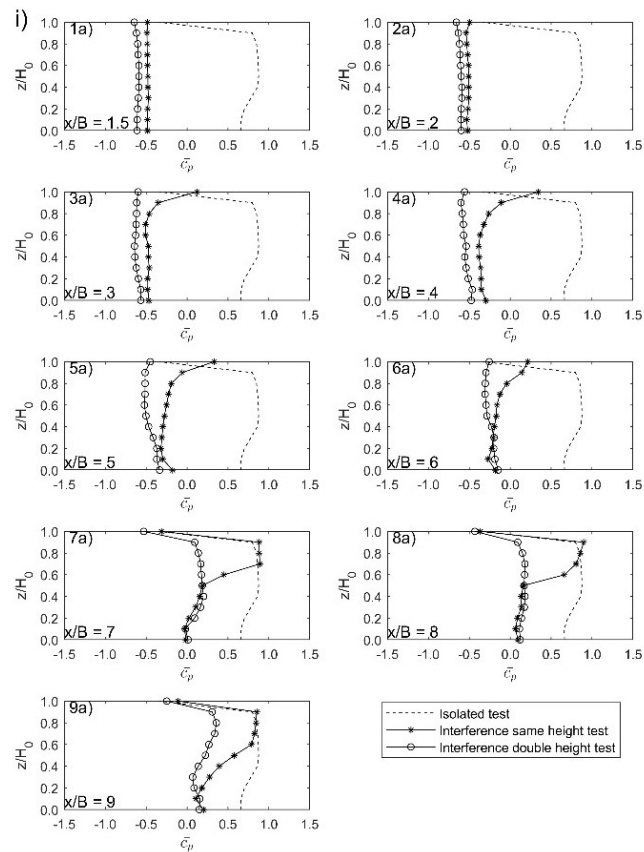 i)
1a)
z/H0
1.0
0.8
0.6
0.4
0.2
0.0
x/B = .1.5
-1.5 -1.0 -0.5 0.0 0.5 1.0 1.5
c̄p
2a)
z/H0
1.0
0.8
0.6
0.4
0.2
0.0
x/B = .2
-1.5 -1.0 -0.5 0.0 0.5 1.0 1.5
c̄p
3a)
z/H0
1.0
0.8
0.6
0.4
0.2
0.0
x/B = .3
-1.5 -1.0 -0.5 0.0 0.5 1.0 1.5
c̄p
4a)
z/H0
1.0
0.8
0.6
0.4
0.2
0.0
x/B = .4
-1.5 -1.0 -0.5 0.0 0.5 1.0 1.5
c̄p
5a)
z/H0
1.0
0.8
0.6
0.4
0.2
0.0
x/B = .5
-1.5 -1.0 -0.5 0.0 0.5 1.0 1.5
c̄p
6a)
z/H0
1.0
0.8
0.6
0.4
0.2
0.0
x/B = .6
-1.5 -1.0 -0.5 0.0 0.5 1.0 1.5
c̄p
7a)
z/H0
1.0
0.8
0.6
0.4
0.2
0.0
x/B = .7
-1.5 -1.0 -0.5 0.0 0.5 1.0 1.5
c̄p
8a)
z/H0
1.0
0.8
0.6
0.4
0.2
0.0
x/B = .8
-1.5 -1.0 -0.5 0.0 0.5 1.0 1.5
c̄p
9a)
z/H0
1.0
0.8
0.6
0.4
0.2
0.0
x/B = 9
-1.5 -1.0 -0.5 0.0 0.5 1.0 1.5
c̄p
Isolated test
Interference same height test
Interference double height test